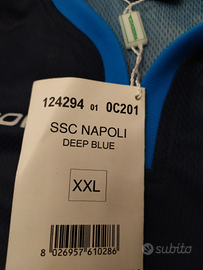 124294 01 0C201
SSC NAPOLI
DEEP BLUE
XXL
8 026957 610286
subito